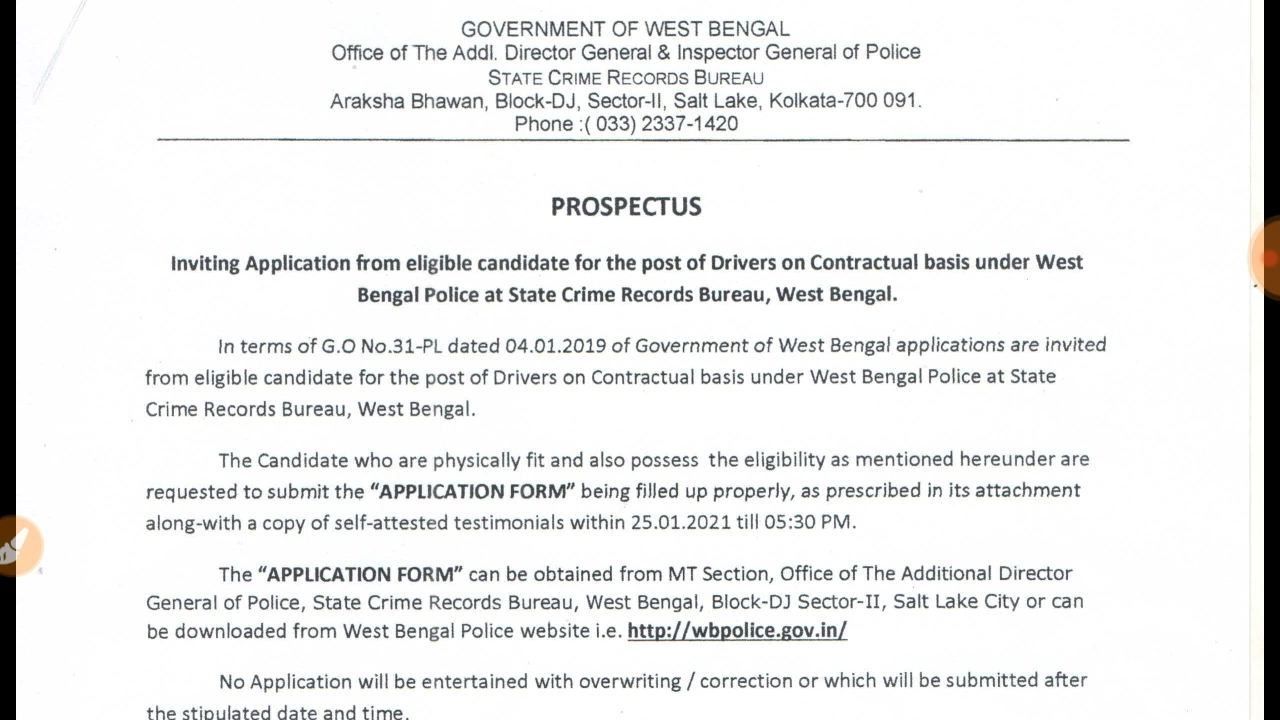 GOVERNMENT OF WEST BENGAL
Office of The Addl. Director General & Inspector General of Police
STATE CRIME RECORDS BUREAU
Araksha Bhawan, Block-DJ, Sector-II, Salt Lake, Kolkata-700 091.
Phone :( 033) 2337-1420
PROSPECTUS
Inviting Application from eligible candidate for the post of Drivers on Contractual basis under West
Bengal Police at State Crime Records Bureau, West Bengal.
In terms of G.O No.31-PL dated 04.01.2019 of Government of West Bengal applications are invited
from eligible candidate for the post of Drivers on Contractual basis under West Bengal Police at State
Crime Records Bureau, West Bengal.
The Candidate who are physically fit and also possess the eligibility as mentioned hereunder are
requested to submit the “APPLICATION FORM” being filled up properly, as prescribed in its attachment
along-with a copy of self-attested testimonials within 25.01.2021 till 05:30 PM.
The “APPLICATION FORM” can be obtained from MT Section, Office of The Additional Director
General of Police, State Crime Records Bureau, West Bengal, Block-DJ Sector-II, Salt Lake City or can
be downloaded from West Bengal Police website i.e. http://wbpolice.gov.in/
No Application will be entertained with overwriting / correction or which will be submitted after
the stipulated date and time.